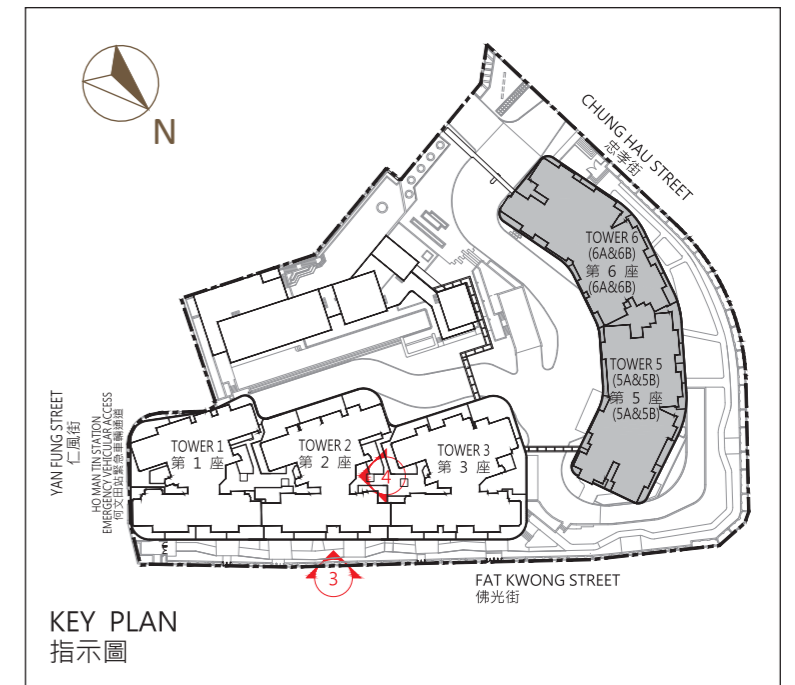 N
CHUNG HAU STREET
忠孝街
TOWER 6
(6A&6B)
第 6 座
(6A&6B)
TOWER 5
(5A&5B)
第 5 座
(5A&5B)
YAN FUNG STREET
仁風街
HO MAN TIN STATION
EMERGENCY VEHICULAR ACCESS
何文田站緊急車輛通道
TOWER 1
第 1 座
TOWER 2
第 2 座
TOWER 3
第 3 座
4
3
FAT KWONG STREET
佛光街
KEY PLAN
指示圖